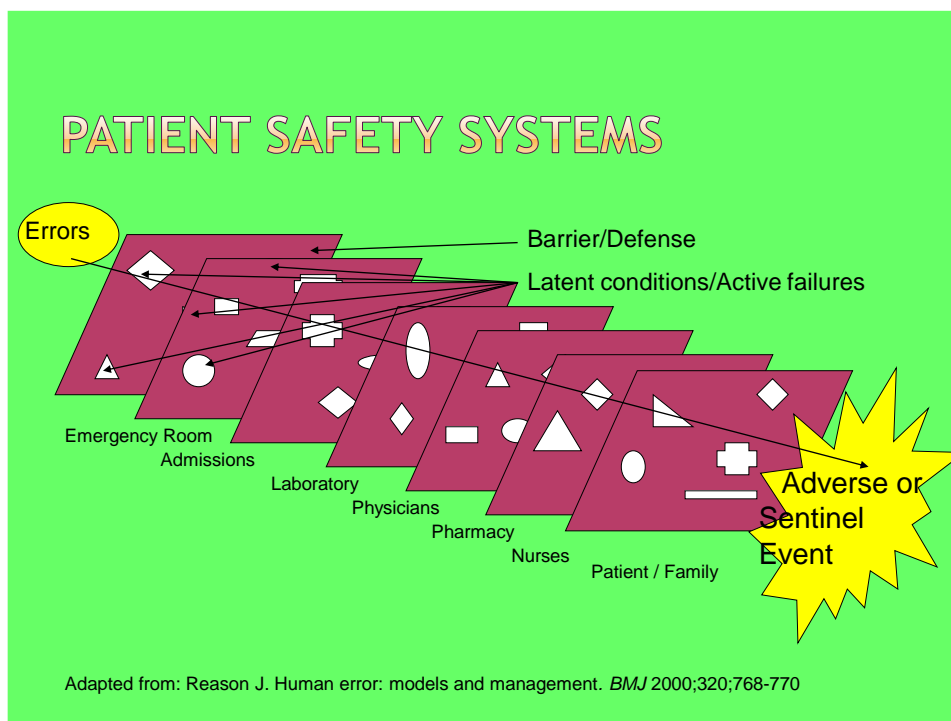 PATIENT SAFETY SYSTEMS
Errors
Barrier/Defense
Latent conditions/Active failures
Emergency Room
Admissions
Laboratory
Physicians
Pharmacy
Nurses
Patient / Family
Adverse or
Sentinel
Event
Adapted from: Reason J. Human error: models and management. BMJ 2000;320;768-770